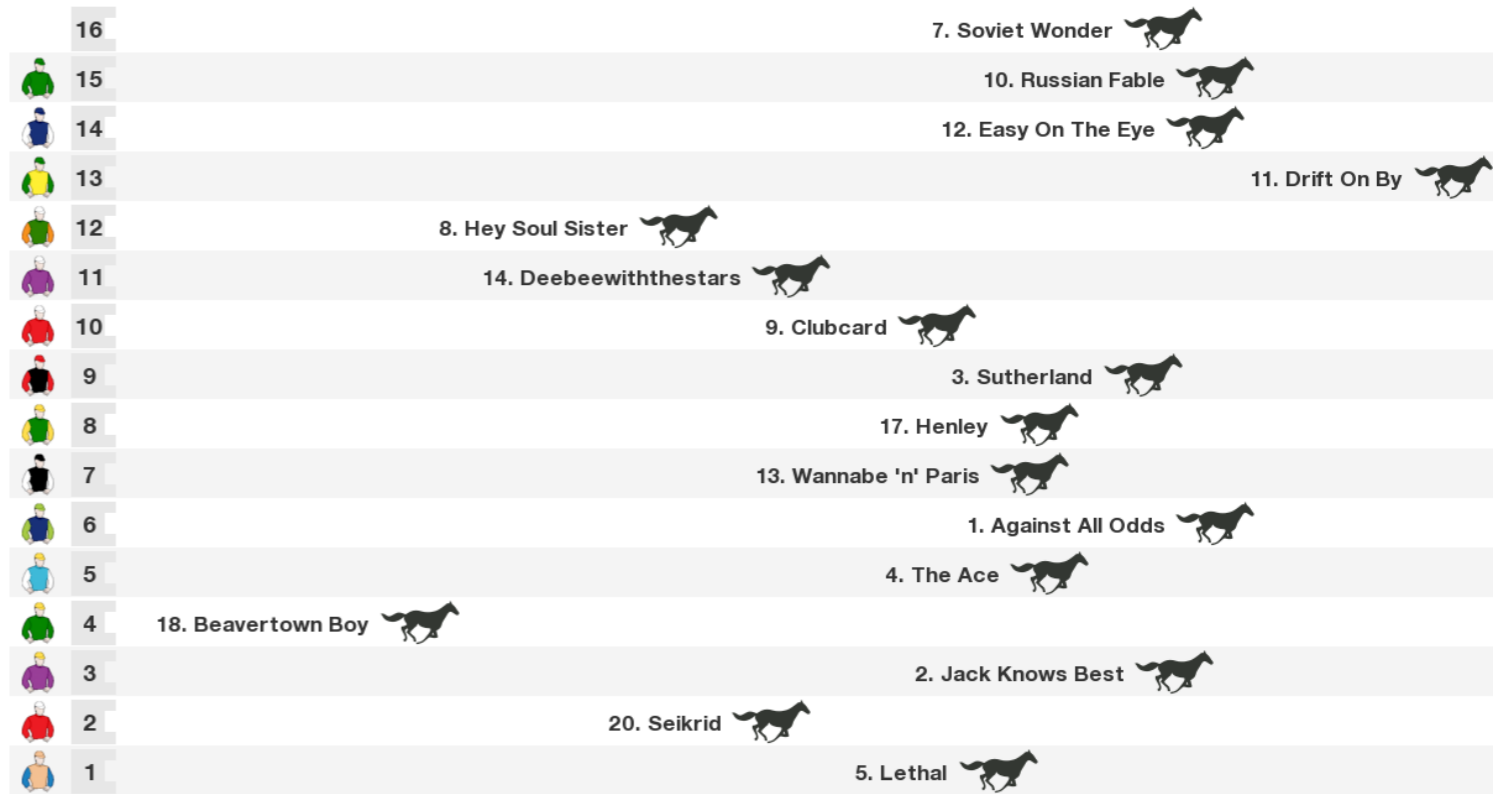 16 7. Soviet Wonder
15 10. Russian Fable
14 12. Easy On The Eye
13 11. Drift On By
12 8. Hey Soul Sister
11 14. Deebeewiththestars
10 9. Clubcard
9 3. Sutherland
8 17. Henley
7 13. Wannabe 'n' Paris
6 1. Against All Odds
5 4. The Ace
4 18. Beavertown Boy
3 2. Jack Knows Best
2 20. Seikrid
1 5. Lethal